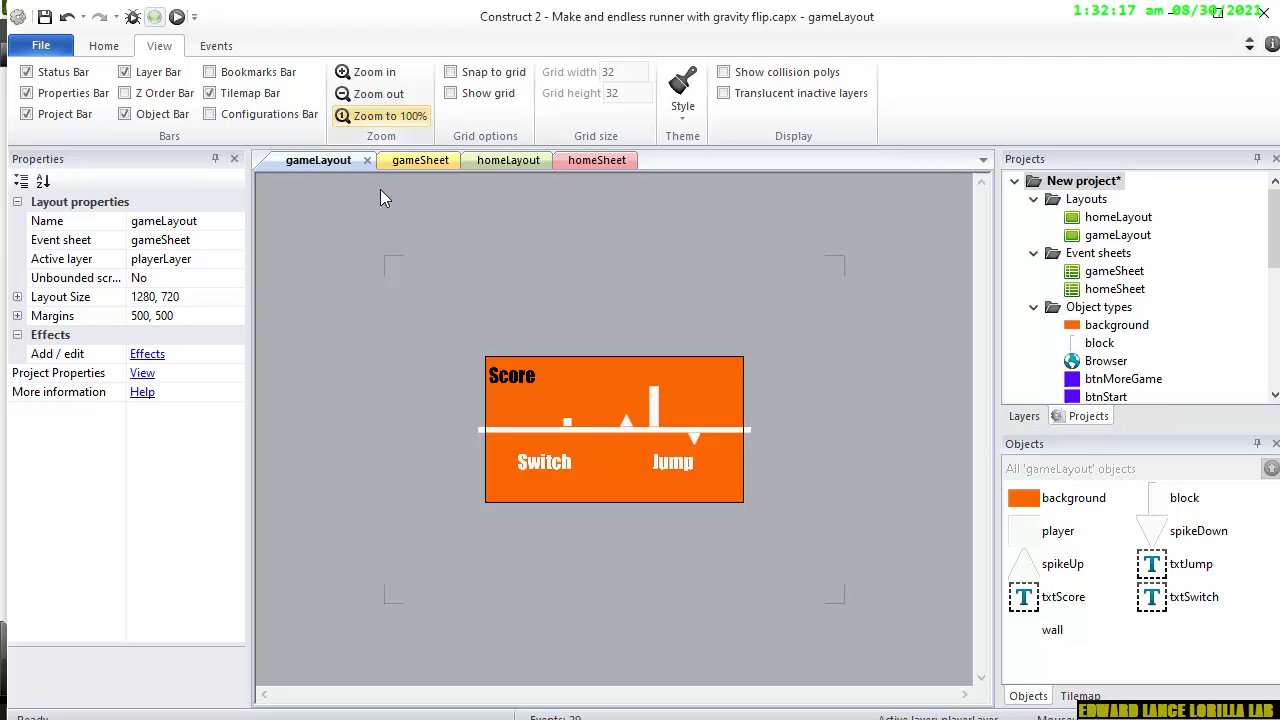 Construct 2 - Make and endless runner with gravity flip.capx - gameLayout
1:32:17 am 08/30/2021
File Home View Events
Status Bar Layer Bar Bookmarks Bar
Properties Bar Z Order Bar Tilemap Bar
Project Bar Object Bar Configurations Bar
Bars
Zoom in
Zoom out
Zoom to 100%
Zoom
Snap to grid
Show grid
Grid options
Grid width 32
Grid height 32
Grid size
Style
Theme
Show collision polys
Translucent inactive layers
Display
Properties
Layout properties
Name gameLayout
Event sheet gameSheet
Active layer playerLayer
Unbounded scr... No
Layout Size 1280, 720
Margins 500, 500
Effects
Add / edit Effects
Project Properties View
More information Help
gameLayout gameSheet homeLayout homeSheet
Score
Switch Jump
Projects
New project*
Layouts
homeLayout
gameLayout
Event sheets
gameSheet
homeSheet
Object types
background
block
Browser
btnMoreGame
btnStart
Layers Projects
Objects
All 'gameLayout' objects
background block
player spikeDown
spikeUp txtJump
txtScore txtSwitch
wall
Objects Tilemap
EDWARD LANCE LORILLA LAB
Ready Events: 29 Active layer: playerLayer Mouse